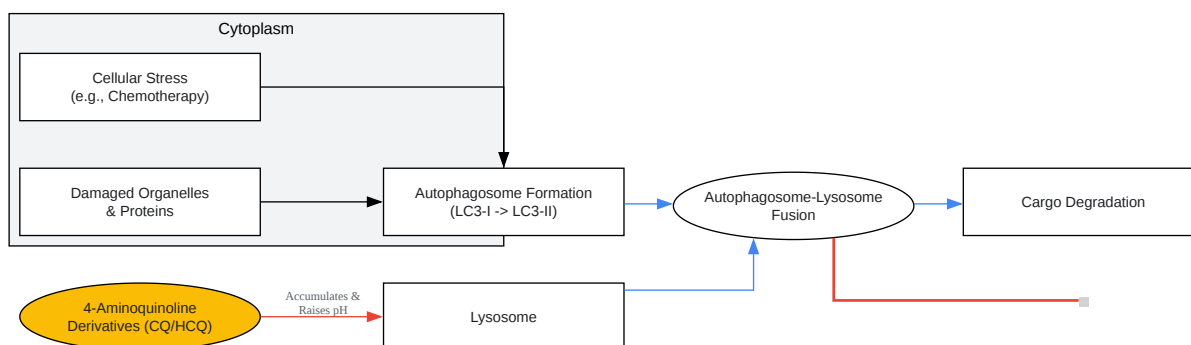 Cytoplasm
Cellular Stress
(e.g., Chemotherapy)
Damaged Organelles
& Proteins
Autophagosome Formation
(LC3-I -> LC3-II)
Autophagosome-Lysosome
Fusion
Cargo Degradation
4-Aminoquinoline
Derivatives (CQ/HCQ)
Accumulates &
Raises pH
Lysosome